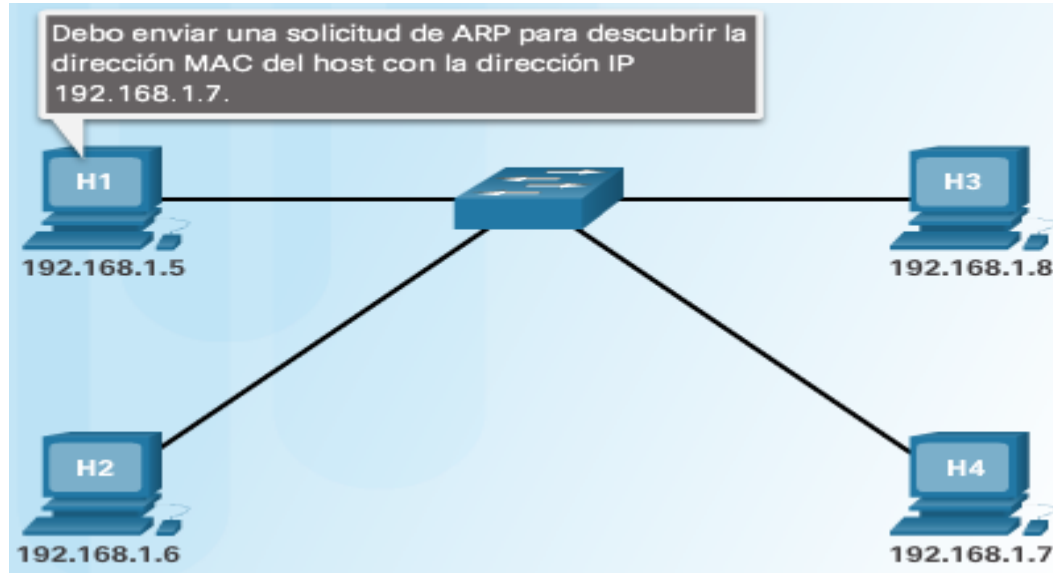 Debo enviar una solicitud de ARP para descubrir la
dirección MAC del host con la dirección IP
192.168.1.7.
H1
H3
192.168.1.5
192.168.1.8
H2
H4
192.168.1.6
192.168.1.7